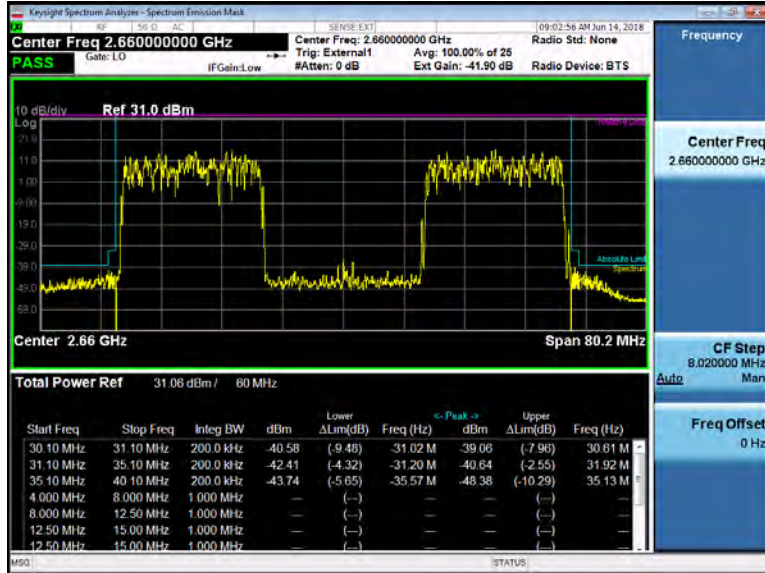 Keysight Spectrum Analyzer - Spectrum Emission Mask
RF 50 Ω AC SENSE:EXT 09:02:56 AM Jun 14, 2018
Center Freq 2.660000000 GHz
Center Freq: 2.660000000 GHz Radio Std: None
Gate: LO Trig: External1 Avg: 100.00% of 25
PASS IFGain:Low #Atten: 0 dB Ext Gain: -41.90 dB Radio Device: BTS
10 dB/div Ref 31.0 dBm
Log
21.0
11.0
1.00
-9.00
-19.0
-29.0
-39.0
-49.0
-59.0
Absolute Limit
Spectrum
Center 2.66 GHz Span 80.2 MHz
Total Power Ref 31.06 dBm / 60 MHz
Lower <- Peak -> Upper
Start Freq Stop Freq Integ BW dBm ΔLim(dB) Freq (Hz) dBm ΔLim(dB) Freq (Hz)
30.10 MHz 31.10 MHz 200.0 kHz -40.58 (-9.48) -31.02 M -39.06 (-7.96) 30.61 M
31.10 MHz 35.10 MHz 200.0 kHz -42.41 (-4.32) -31.20 M -40.64 (-2.55) 31.92 M
35.10 MHz 40.10 MHz 200.0 kHz -43.74 (-5.65) -35.57 M -48.38 (-10.29) 35.13 M
4.000 MHz 8.000 MHz 1.000 MHz --- (---) --- --- (---) ---
8.000 MHz 12.50 MHz 1.000 MHz --- (---) --- --- (---) ---
12.50 MHz 15.00 MHz 1.000 MHz --- (---) --- --- (---) ---
12.50 MHz 15.00 MHz 1.000 MHz --- (---) --- --- (---) ---
MSG STATUS
Frequency
Center Freq
2.660000000 GHz
CF Step
8.020000 MHz
Auto Man
Freq Offset
0 Hz